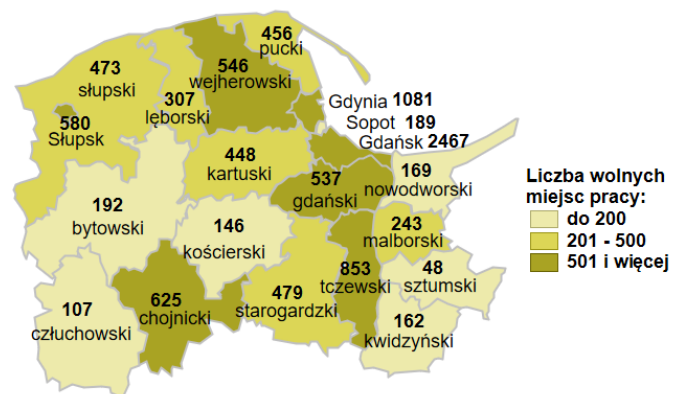 456
pucki
473
słupski
546
wejherowski
307
lęborski
Gdynia 1081
Sopot 189
Gdańsk 2467
580
Słupsk
448
kartuski
537
gdański
169
nowodworski
192
bytowski
146
kościerski
243
malborski
853
tczewski
48
sztumski
107
człuchowski
625
chojnicki
479
starogardzki
162
kwidzyński
Liczba wolnych
miejsc pracy:
do 200
201 - 500
501 i więcej